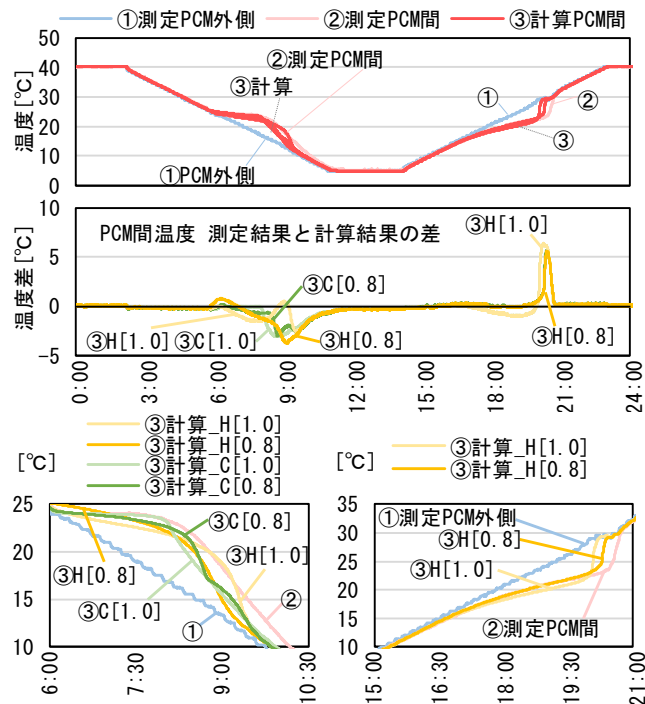 ①測定PCM外側 ②測定PCM間 ③計算PCM間
温度[℃]
50
40
30
20
10
0
②測定PCM間
③計算
①PCM外側
①
②
③
温度差[℃]
10
5
0
-5
PCM間温度 測定結果と計算結果の差
③H[1.0]
③C[0.8]
③H[1.0] ③C[1.0] ③H[0.8]
③H[0.8]
0:00 3:00 6:00 9:00 12:00 15:00 18:00 21:00 24:00
③計算_H[1.0]
③計算_H[0.8]
③計算_C[1.0]
③計算_C[0.8]
[℃]
25
20
15
10
③C[0.8]
③H[1.0]
③H[0.8]
③C[1.0]
①
②
6:00 7:30 9:00 10:30
③計算_H[1.0]
③計算_H[0.8]
[℃]
35
30
25
20
15
10
①測定PCM外側
③H[0.8]
③H[1.0]
②測定PCM間
15:00 16:30 18:00 19:30 21:00